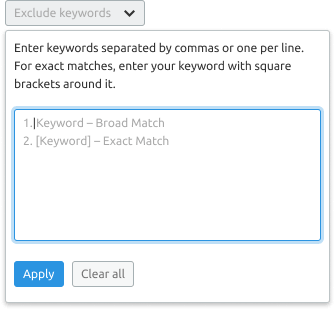 Exclude keywords
Enter keywords separated by commas or one per line.
For exact matches, enter your keyword with square
brackets around it.
1. Keyword – Broad Match
2. [Keyword] – Exact Match
Apply
Clear all